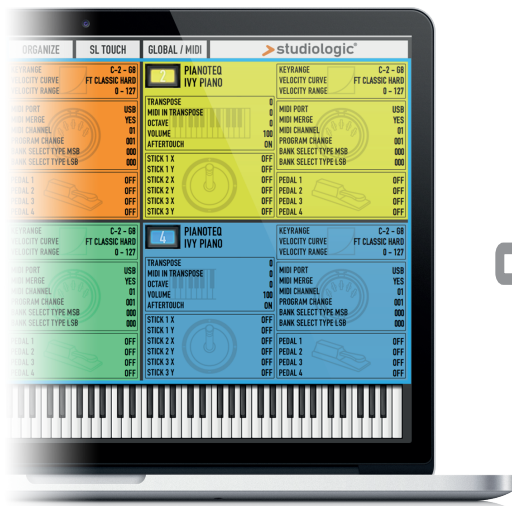 ORGANIZE SL TOUCH GLOBAL / MIDI studiologic
KEYRANGE C-2 - G8
VELOCITY CURVE FT CLASSIC HARD
VELOCITY RANGE 0 - 127
MIDI PORT USB
MIDI MERGE YES
MIDI CHANNEL 01
PROGRAM CHANGE 001
BANK SELECT TYPE MSB 000
BANK SELECT TYPE LSB 000
PEDAL 1 OFF
PEDAL 2 OFF
PEDAL 3 OFF
PEDAL 4 OFF
2 PIANOTEQ
IVY PIANO
TRANSPOSE 0
MIDI IN TRANSPOSE 0
OCTAVE 0
VOLUME 100
AFTERTOUCH ON
STICK 1 X OFF
STICK 1 Y OFF
STICK 2 X OFF
STICK 2 Y OFF
STICK 3 X OFF
STICK 3 Y OFF
KEYRANGE C-2 - G8
VELOCITY CURVE FT CLASSIC HARD
VELOCITY RANGE 0 - 127
MIDI PORT USB
MIDI MERGE YES
MIDI CHANNEL 01
PROGRAM CHANGE 001
BANK SELECT TYPE MSB 000
BANK SELECT TYPE LSB 000
PEDAL 1 OFF
PEDAL 2 OFF
PEDAL 3 OFF
PEDAL 4 OFF
KEYRANGE C-2 - G8
VELOCITY CURVE FT CLASSIC HARD
VELOCITY RANGE 0 - 127
MIDI PORT USB
MIDI MERGE YES
MIDI CHANNEL 01
PROGRAM CHANGE 001
BANK SELECT TYPE MSB 000
BANK SELECT TYPE LSB 000
PEDAL 1 OFF
PEDAL 2 OFF
PEDAL 3 OFF
PEDAL 4 OFF
4 PIANOTEQ
IVY PIANO
TRANSPOSE 0
MIDI IN TRANSPOSE 0
OCTAVE 0
VOLUME 100
AFTERTOUCH ON
STICK 1 X OFF
STICK 1 Y OFF
STICK 2 X OFF
STICK 2 Y OFF
STICK 3 X OFF
STICK 3 Y OFF
KEYRANGE C-2 - G8
VELOCITY CURVE FT CLASSIC HARD
VELOCITY RANGE 0 - 127
MIDI PORT USB
MIDI MERGE YES
MIDI CHANNEL 01
PROGRAM CHANGE 001
BANK SELECT TYPE MSB 000
BANK SELECT TYPE LSB 000
PEDAL 1 OFF
PEDAL 2 OFF
PEDAL 3 OFF
PEDAL 4 OFF